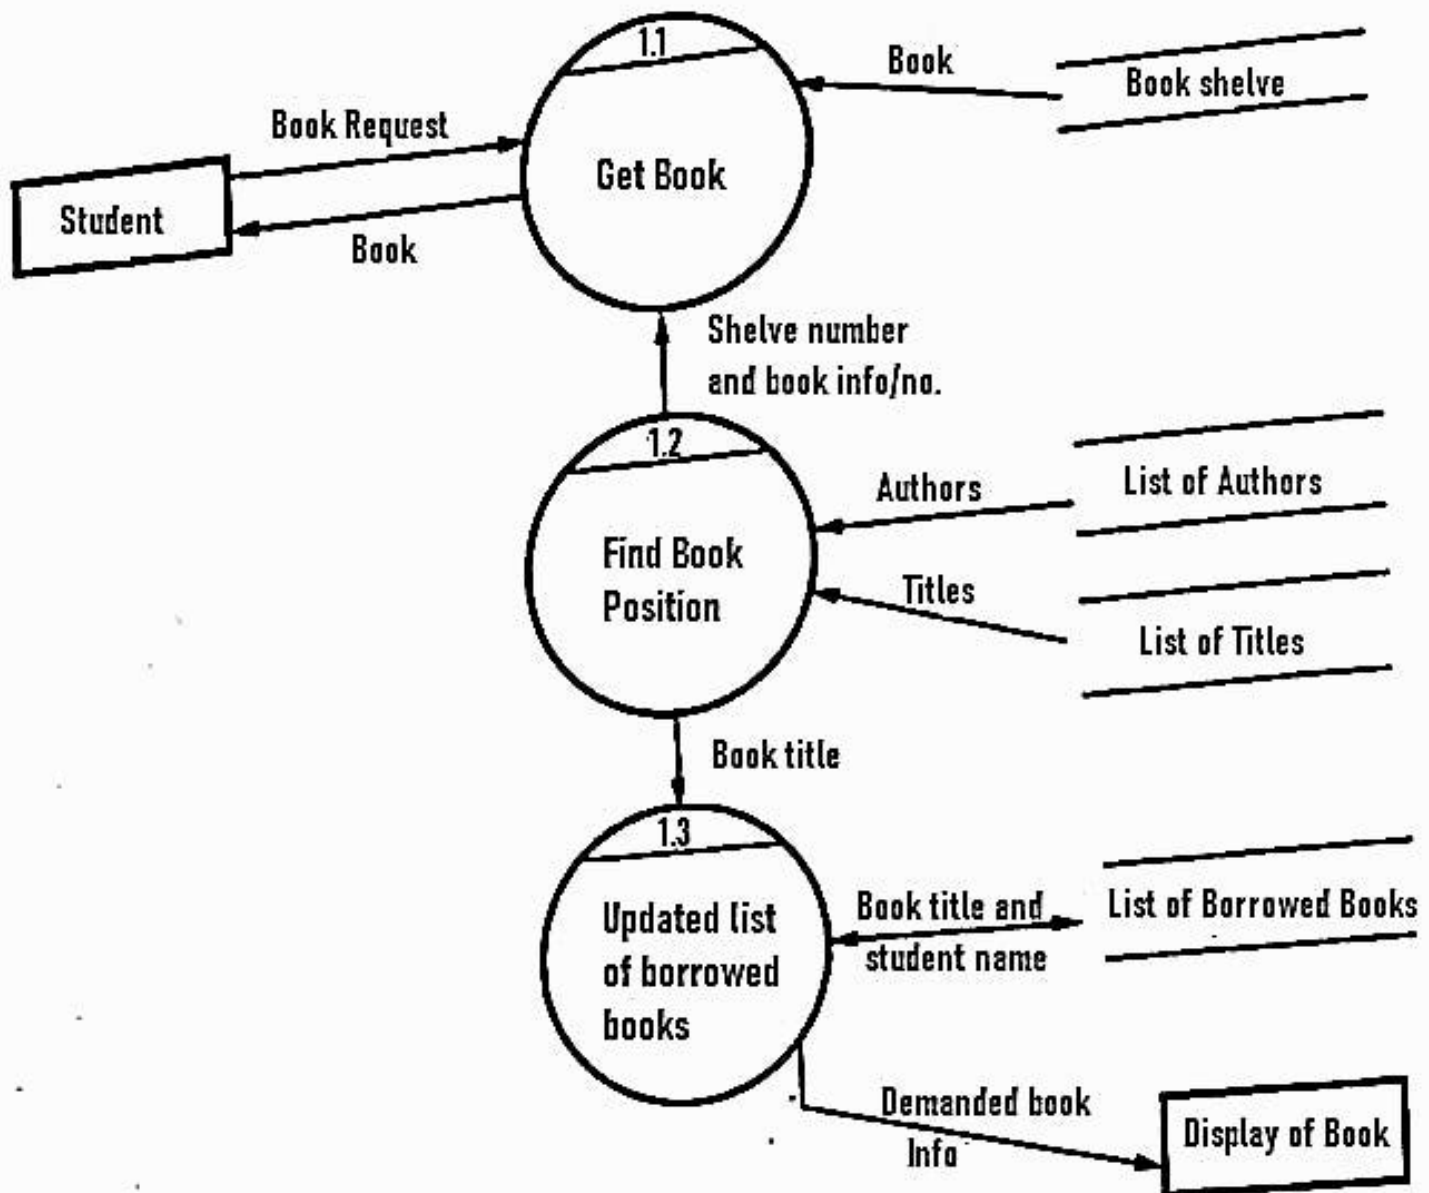 1.1
Book
Book shelve
Book Request
Get Book
Student
Book
Shelve number
and book info/no.
1.2
Authors
List of Authors
Find Book
Position
Titles
List of Titles
Book title
1.3
Updated list
of borrowed
books
Book title and
student name
List of Borrowed Books
Demanded book
Info
Display of Book